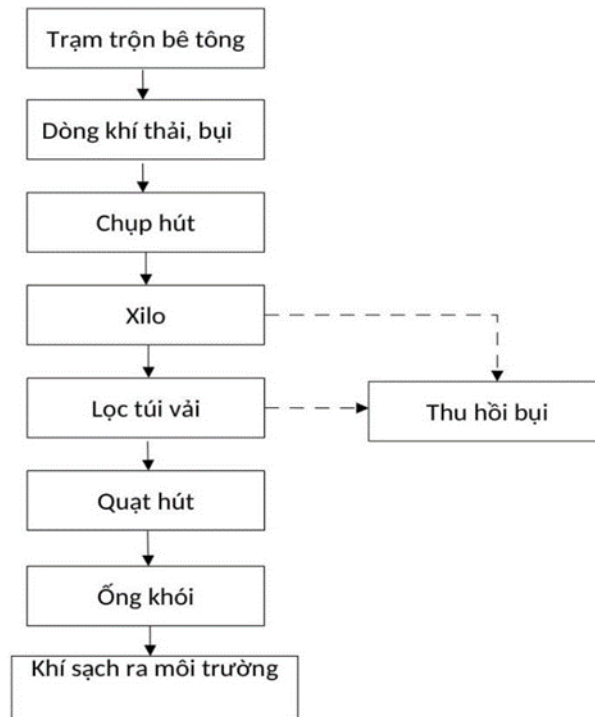 Trạm trộn bê tông
Dòng khí thải, bụi
Chụp hút
Xilo
Lọc túi vải
Thu hồi bụi
Quạt hút
Ống khói
Khí sạch ra môi trường